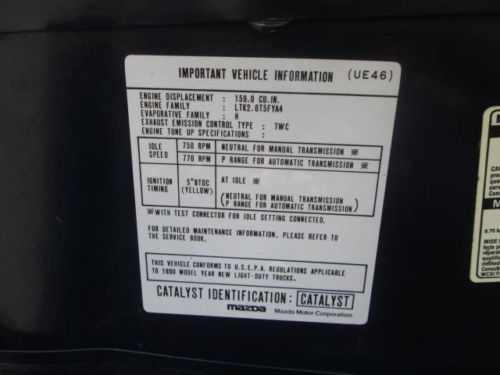 IMPORTANT VEHICLE INFORMATION (UE46)
ENGINE DISPLACEMENT : 159.0 CU.IN.
ENGINE FAMILY : LTK2.6T5FYA4
EVAPORATIVE FAMILY : H
EXHAUST EMISSION CONTROL TYPE : TWC
ENGINE TUNE UP SPECIFICATIONS :
IDLE SPEED 750 RPM NEUTRAL FOR MANUAL TRANSMISSION ※
770 RPM P RANGE FOR AUTOMATIC TRANSMISSION ※
IGNITION TIMING 5°BTDC (YELLOW) AT IDLE ※
(NEUTRAL FOR MANUAL TRANSMISSION
P RANGE FOR AUTOMATIC TRANSMISSION)
※WITH TEST CONNECTOR FOR IDLE SETTING CONNECTED.
FOR DETAILED MAINTENANCE INFORMATION, PLEASE REFER TO
THE SERVICE BOOK.
THIS VEHICLE CONFORMS TO U.S.E.P.A. REGULATIONS APPLICABLE
TO 1990 MODEL YEAR NEW LIGHT-DUTY TRUCKS.
CATALYST IDENTIFICATION: CATALYST
mazda Mazda Motor Corporation